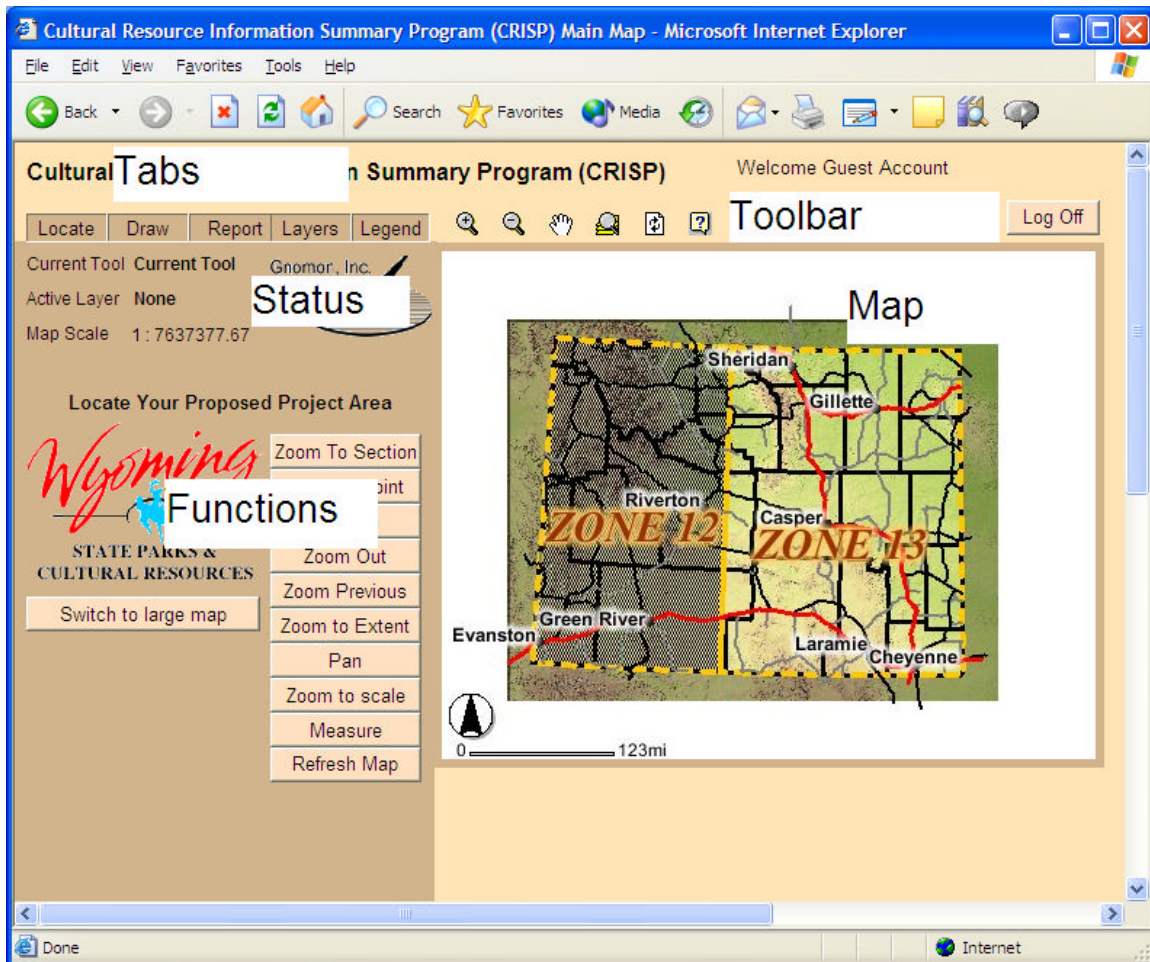 Cultural Resource Information Summary Program (CRISP) Main Map - Microsoft Internet Explorer
File Edit View Favorites Tools Help
Back Search Favorites Media
Cultural
Tabs
n Summary Program (CRISP)
Welcome Guest Account
Toolbar
Log Off
Locate Draw Report Layers Legend
Current Tool Current Tool
Gnomon, Inc.
Active Layer None
Status
Map Scale 1 : 7637377.67
Map
Locate Your Proposed Project Area
Wyoming
Functions
STATE PARKS &
CULTURAL RESOURCES
Switch to large map
Zoom To Section
oint
Zoom Out
Zoom Previous
Zoom to Extent
Pan
Zoom to scale
Measure
Refresh Map
Sheridan
Gillette
Riverton
Casper
ZONE 12
ZONE 13
Green River
Evanston
Laramie
Cheyenne
0 123mi
Done
Internet